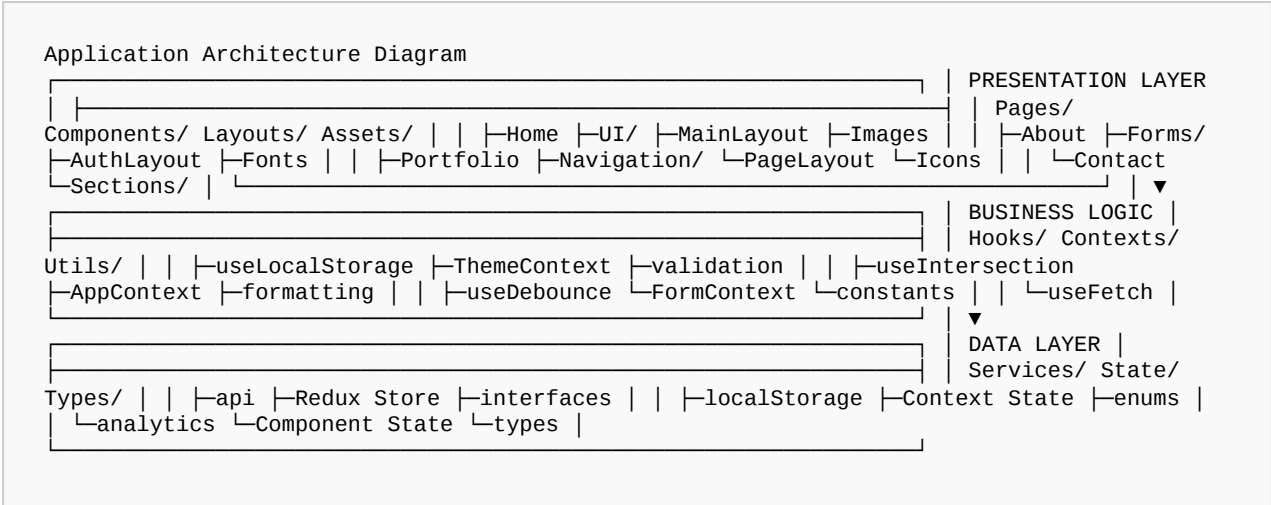 Application Architecture Diagram
┌─────────────────────────────────────────────────────────────────┐ │ PRESENTATION LAYER
│ ├─────────────────────────────────────────────────────────────────┤ │ Pages/
Components/ Layouts/ Assets/ │ │ ├─Home ├─UI/ ├─MainLayout ├─Images │ │ ├─About ├─Forms/
├─AuthLayout ├─Fonts │ │ ├─Portfolio ├─Navigation/ └─PageLayout └─Icons │ │ └─Contact
└─Sections/ │ └─────────────────────────────────────────────────────────────────┘ │ ▼
┌─────────────────────────────────────────────────────────────────┐ │ BUSINESS LOGIC │
├─────────────────────────────────────────────────────────────────┤ │ Hooks/ Contexts/
Utils/ │ │ ├─useLocalStorage ├─ThemeContext ├─validation │ │ ├─useIntersection
├─AppContext ├─formatting │ │ ├─useDebounce └─FormContext └─constants │ │ └─useFetch │
└─────────────────────────────────────────────────────────────────┘ │ ▼
┌─────────────────────────────────────────────────────────────────┐ │ DATA LAYER │
├─────────────────────────────────────────────────────────────────┤ │ Services/ State/
Types/ │ │ ├─api ├─Redux Store ├─interfaces │ │ ├─localStorage ├─Context State ├─enums │
│ └─analytics └─Component State └─types │
└─────────────────────────────────────────────────────────────────┘